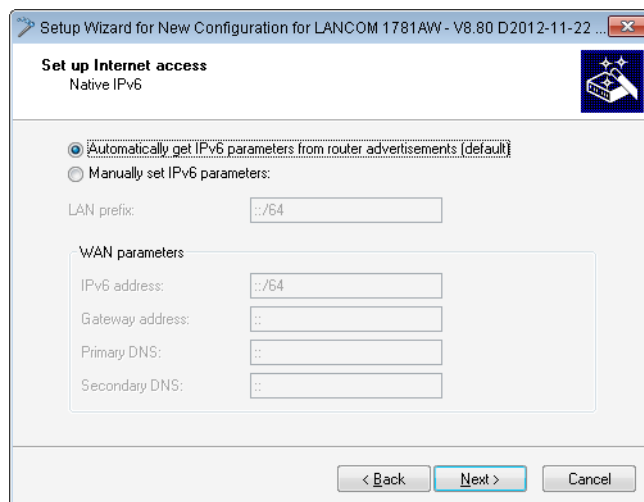 Setup Wizard for New Configuration for LANCOM 1781AW - V8.80 D2012-11-22 ...
Set up Internet access
Native IPv6
Automatically get IPv6 parameters from router advertisements (default)
Manually set IPv6 parameters:
LAN prefix: ::/64
WAN parameters
IPv6 address: ::/64
Gateway address: ::
Primary DNS: ::
Secondary DNS: ::
< Back Next > Cancel